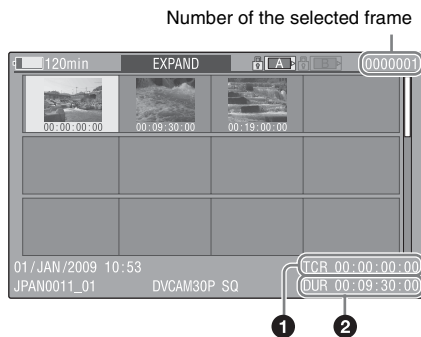 Number of the selected frame
120min EXPAND A B 0000001
00:00:00:00 00:09:30:00 00:19:00:00
01/JAN/2009 10:53 TCR 00:00:00:00
JPAN0011_01 DVCAM30P SQ DUR 00:09:30:00
1 2